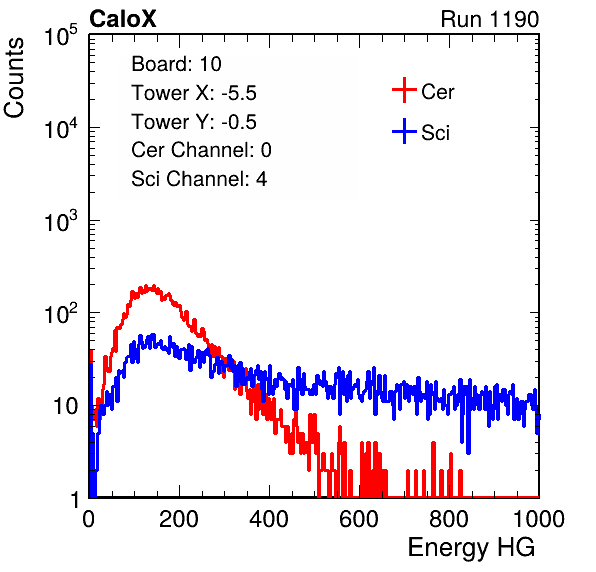 CaloX Run 1190
Counts
10^5
10^4
10^3
10^2
10
1
Board: 10
Tower X: -5.5
Tower Y: -0.5
Cer Channel: 0
Sci Channel: 4
Cer
Sci
0 200 400 600 800 1000
Energy HG